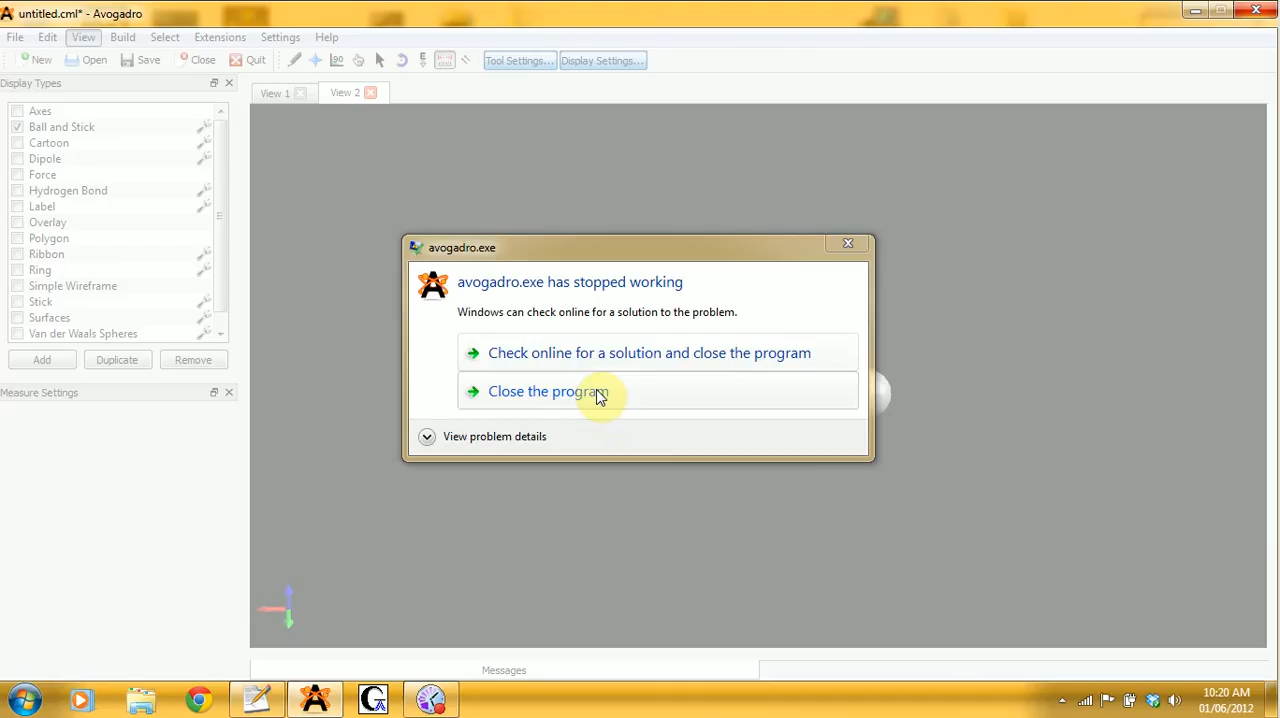 untitled.cml* - Avogadro
File Edit View Build Select Extensions Settings Help
New Open Save Close Quit Tool Settings... Display Settings...
Display Types
View 1 View 2
Axes
Ball and Stick
Cartoon
Dipole
Force
Hydrogen Bond
Label
Overlay
Polygon
Ribbon
Ring
Simple Wireframe
Stick
Surfaces
Van der Waals Spheres
Add Duplicate Remove
Measure Settings
avogadro.exe
avogadro.exe has stopped working
Windows can check online for a solution to the problem.
Check online for a solution and close the program
Close the program
View problem details
Messages
10:20 AM
01/06/2012